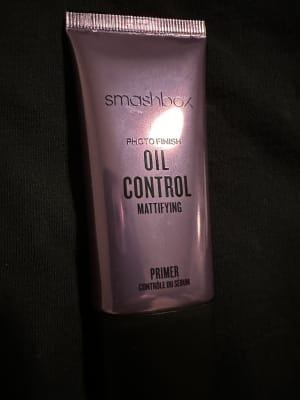 smashbox
PHOTO FINISH
OIL
CONTROL
MATTIFYING
PRIMER
CONTRÔLE DU SÉBUM